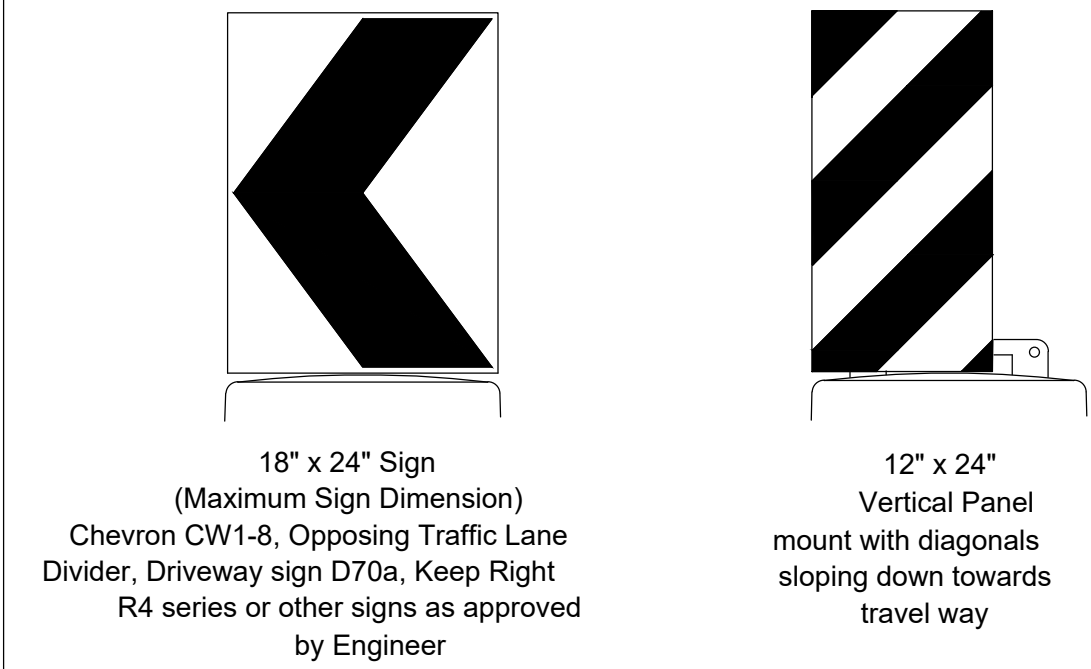 18" x 24" Sign
(Maximum Sign Dimension)
Chevron CW1-8, Opposing Traffic Lane
Divider, Driveway sign D70a, Keep Right
R4 series or other signs as approved
by Engineer
12" x 24"
Vertical Panel
mount with diagonals
sloping down towards
travel way